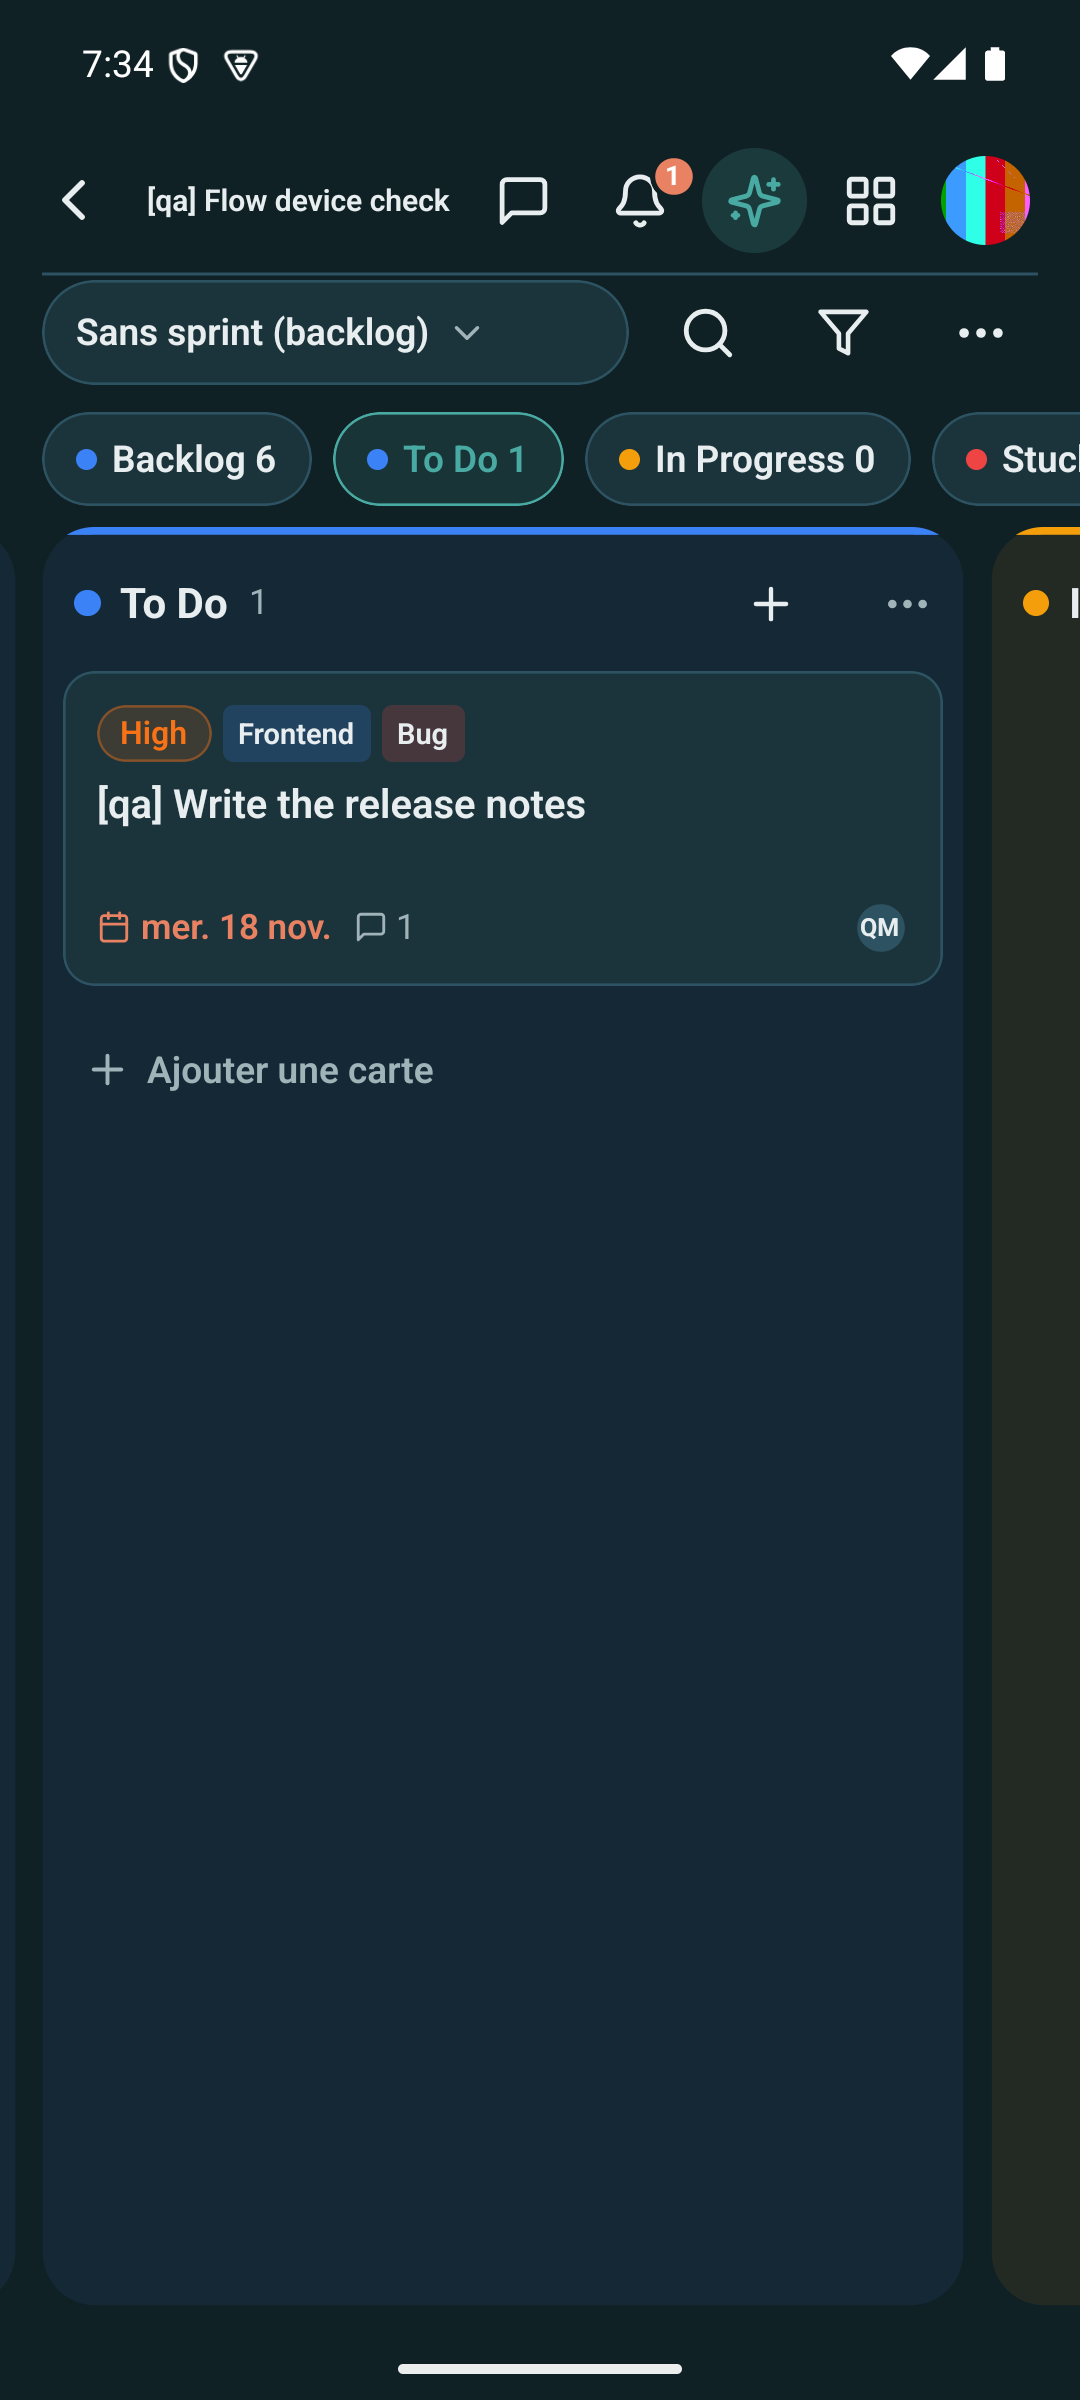 7:34
[qa] Flow device check
1
Sans sprint (backlog)
Backlog 6
To Do 1
In Progress 0
To Do 1
High
Frontend
Bug
[qa] Write the release notes
mer. 18 nov.
1
QM
Ajouter une carte